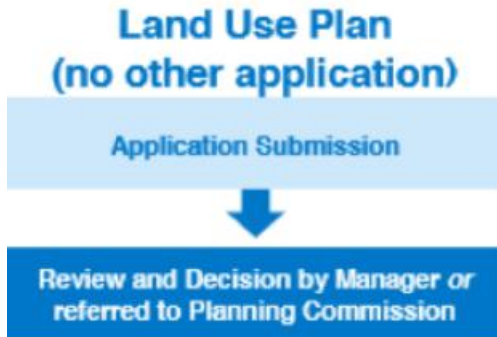 Land Use Plan
(no other application)
Application Submission
Review and Decision by Manager or
referred to Planning Commission